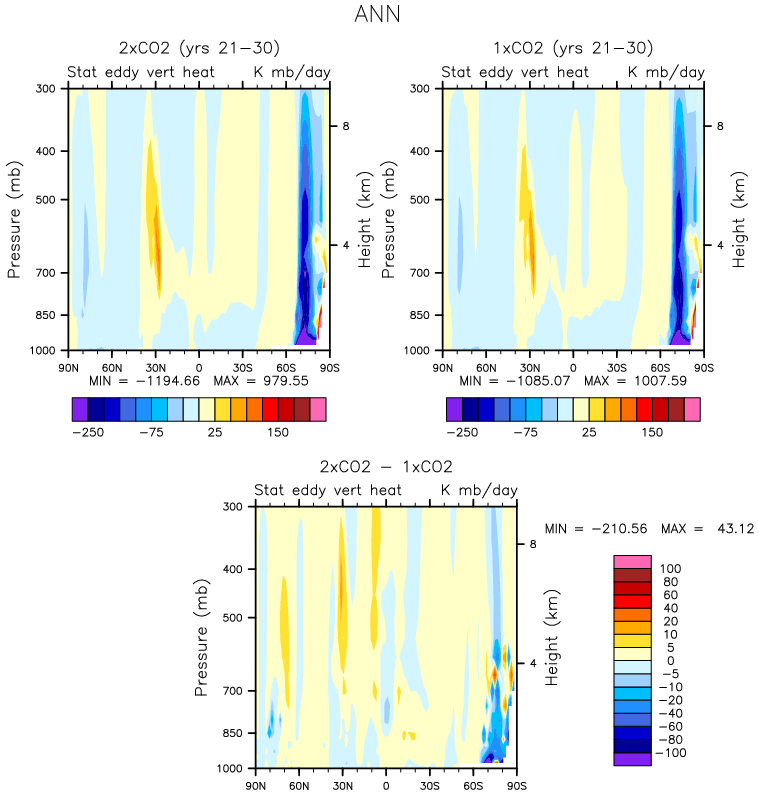 ANN
2xCO2 (yrs 21-30)
Stat eddy vert heat K mb/day
Pressure (mb)
300
400
500
700
850
1000
8
4
Height (km)
90N 60N 30N 0 30S 60S 90S
MIN = -1194.66 MAX = 979.55
-250 -75 25 150
1xCO2 (yrs 21-30)
Stat eddy vert heat K mb/day
Pressure (mb)
300
400
500
700
850
1000
8
4
Height (km)
90N 60N 30N 0 30S 60S 90S
MIN = -1085.07 MAX = 1007.59
-250 -75 25 150
2xCO2 - 1xCO2
Stat eddy vert heat K mb/day
Pressure (mb)
300
400
500
700
850
1000
8
4
Height (km)
90N 60N 30N 0 30S 60S 90S
MIN = -210.56 MAX = 43.12
100
80
60
40
20
10
5
0
-5
-10
-20
-40
-60
-80
-100